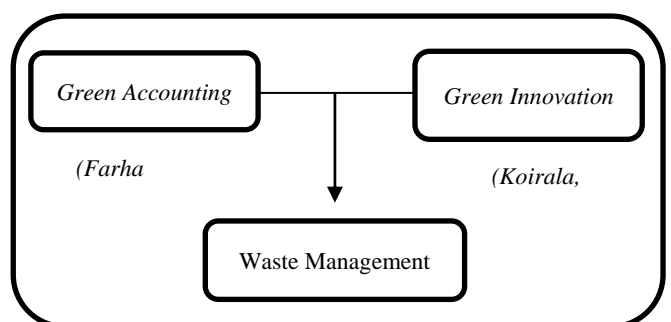 Green Accounting
Green Innovation
(Farha
(Koirala,
Waste Management